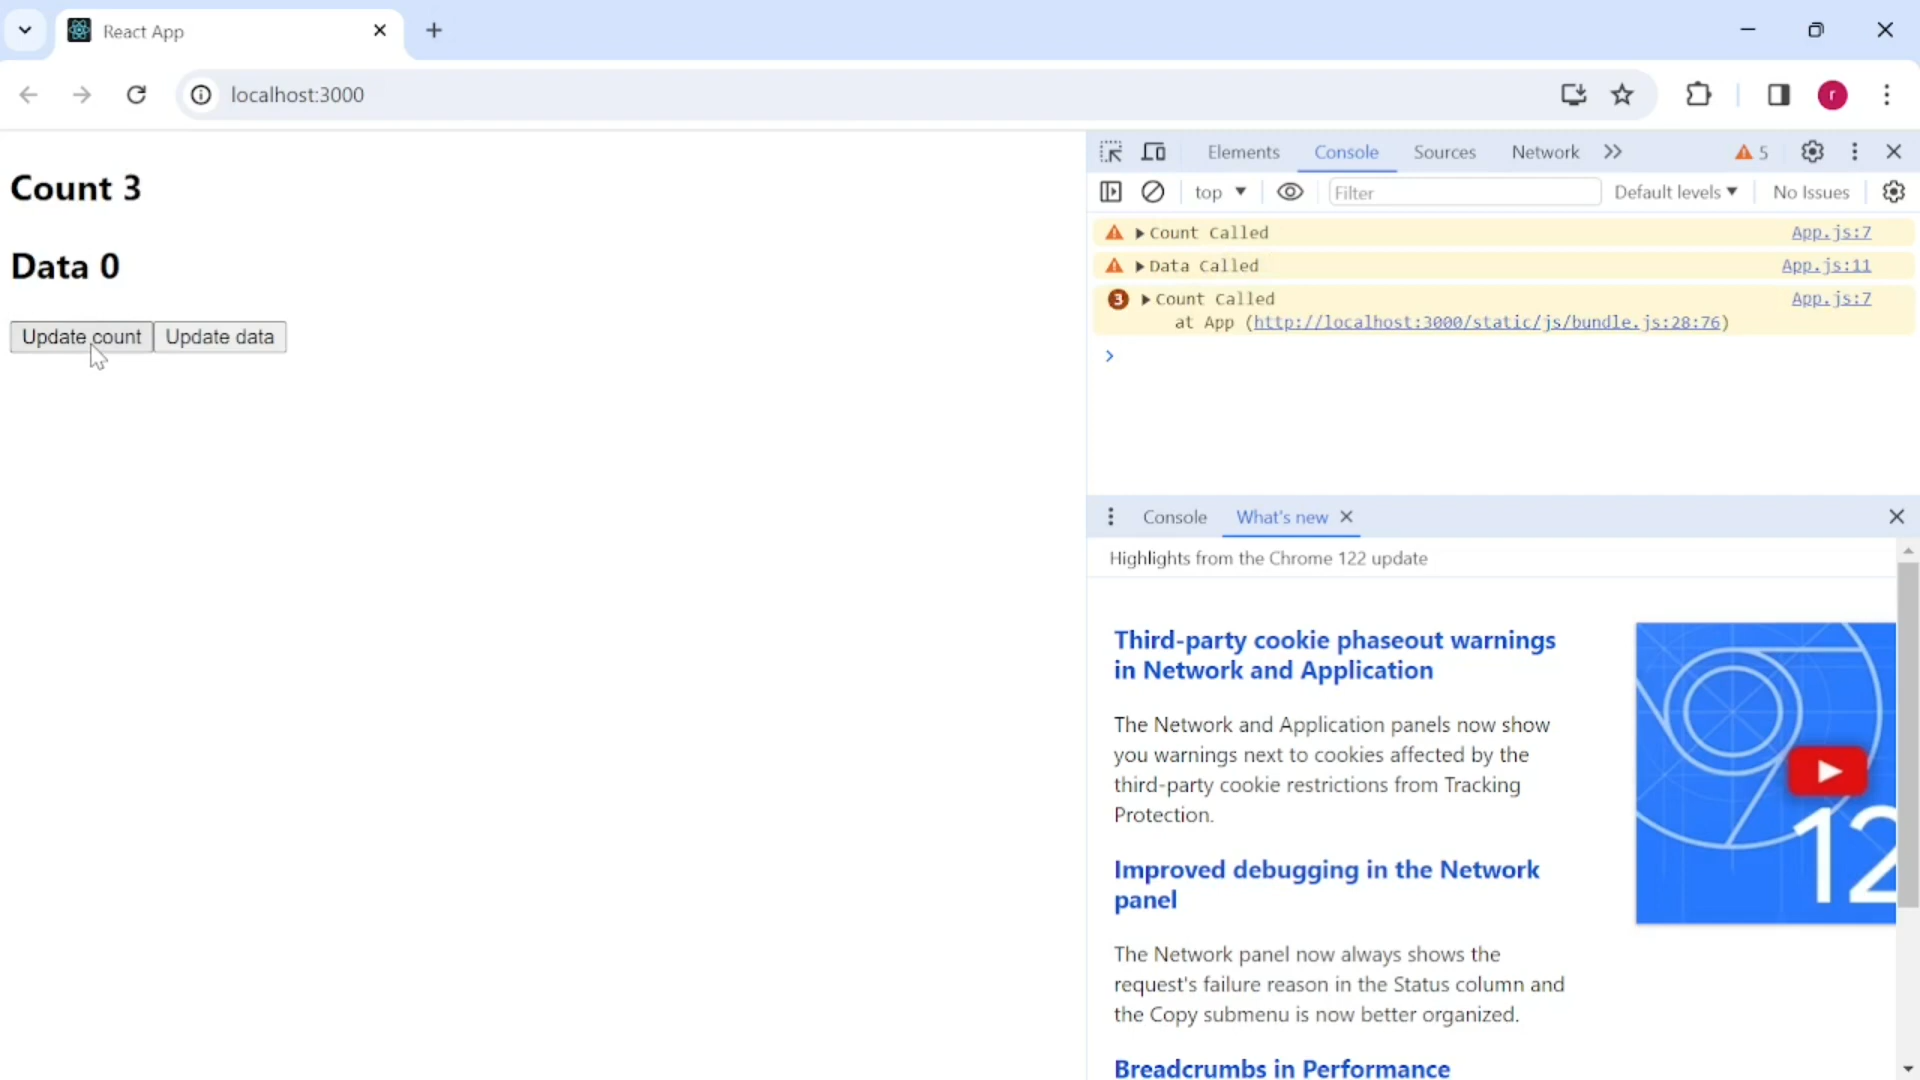 React App
localhost:3000
r
Count 3
Data 0
Update count Update data
Elements Console Sources Network 5
top Filter Default levels No Issues
Count Called App.js:7
Data Called App.js:11
3 Count Called App.js:7
at App (http://localhost:3000/static/js/bundle.js:28:76)
Console What's new
Highlights from the Chrome 122 update
Third-party cookie phaseout warnings
in Network and Application
The Network and Application panels now show
you warnings next to cookies affected by the
third-party cookie restrictions from Tracking
Protection.
12
Improved debugging in the Network
panel
The Network panel now always shows the
request's failure reason in the Status column and
the Copy submenu is now better organized.
Breadcrumbs in Performance